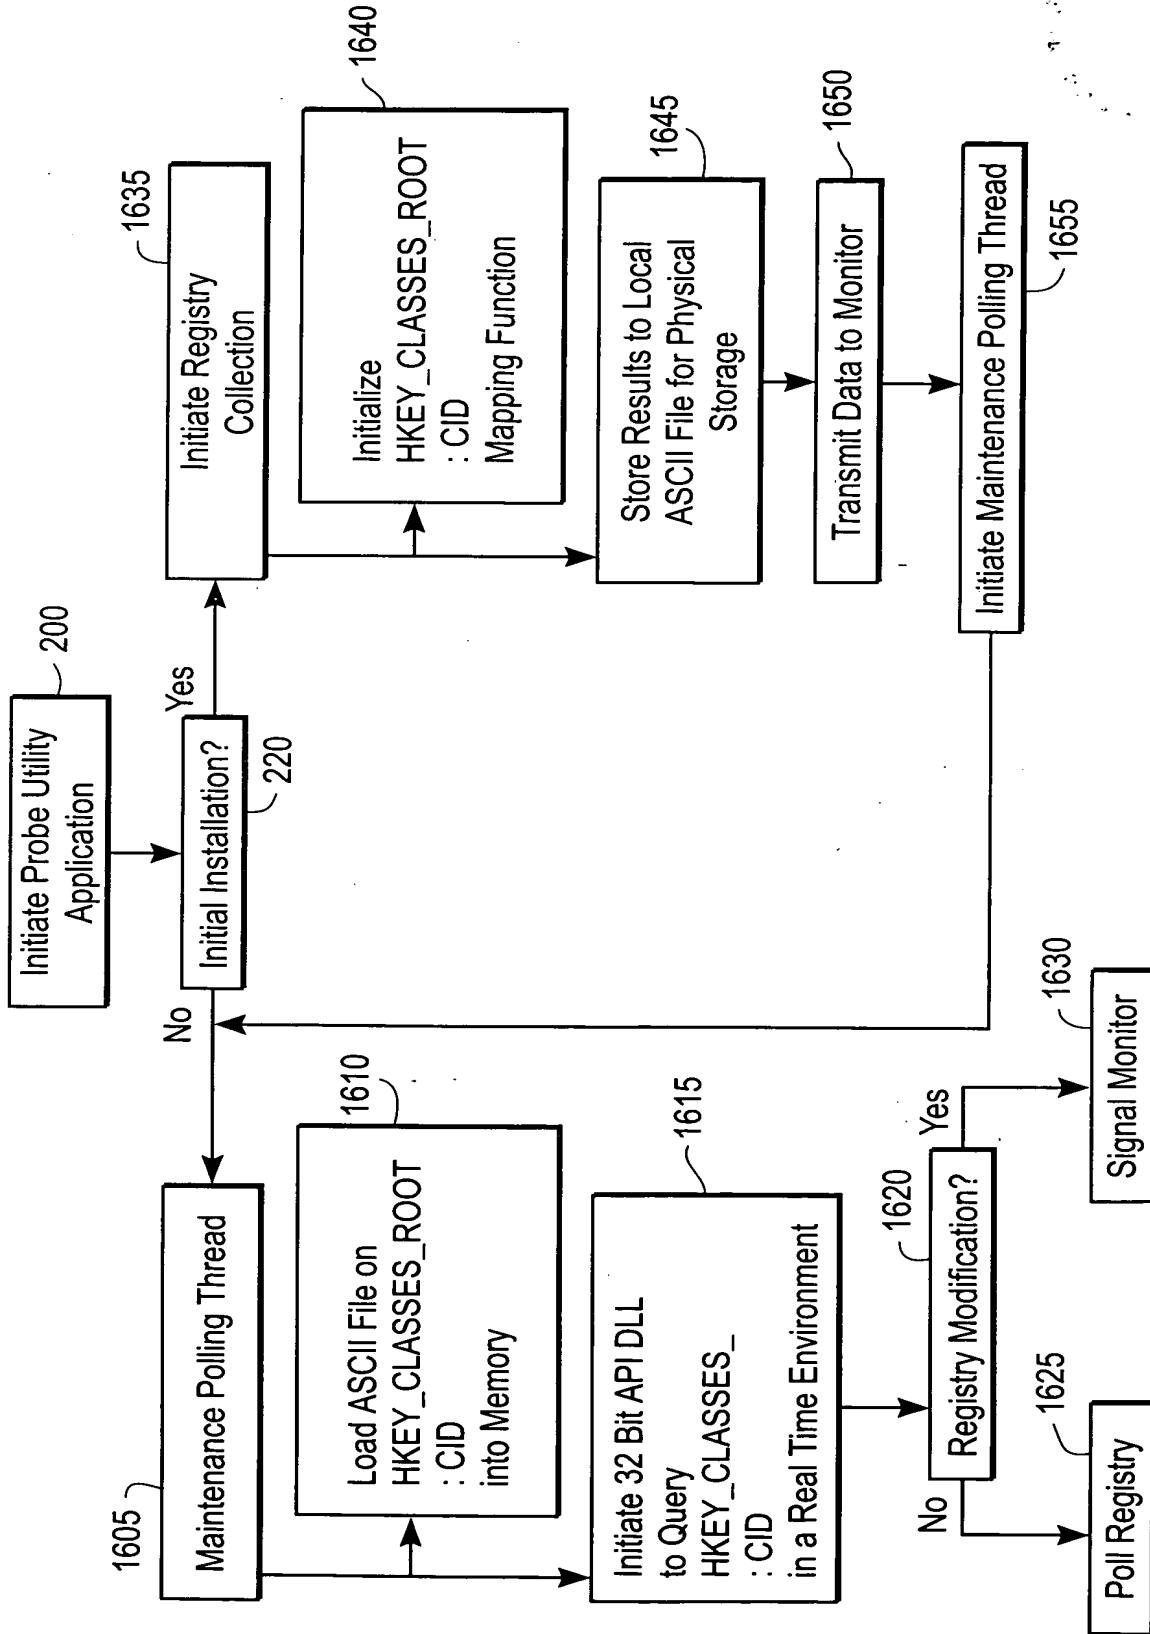 Initiate Probe Utility
Application
200
Initial Installation?
220
No
Yes
1605
Maintenance Polling Thread
Load ASCII File on
HKEY_CLASSES_ROOT
: CID
into Memory
1610
Initiate 32 Bit API DLL
to Query
HKEY_CLASSES_
: CID
in a Real Time Environment
1615
Registry Modification?
1620
No
Yes
Poll Registry
1625
Signal Monitor
1630
Initiate Registry
Collection
1635
Initialize
HKEY_CLASSES_ROOT
: CID
Mapping Function
1640
Store Results to Local
ASCII File for Physical
Storage
1645
Transmit Data to Monitor
1650
Initiate Maintenance Polling Thread
1655